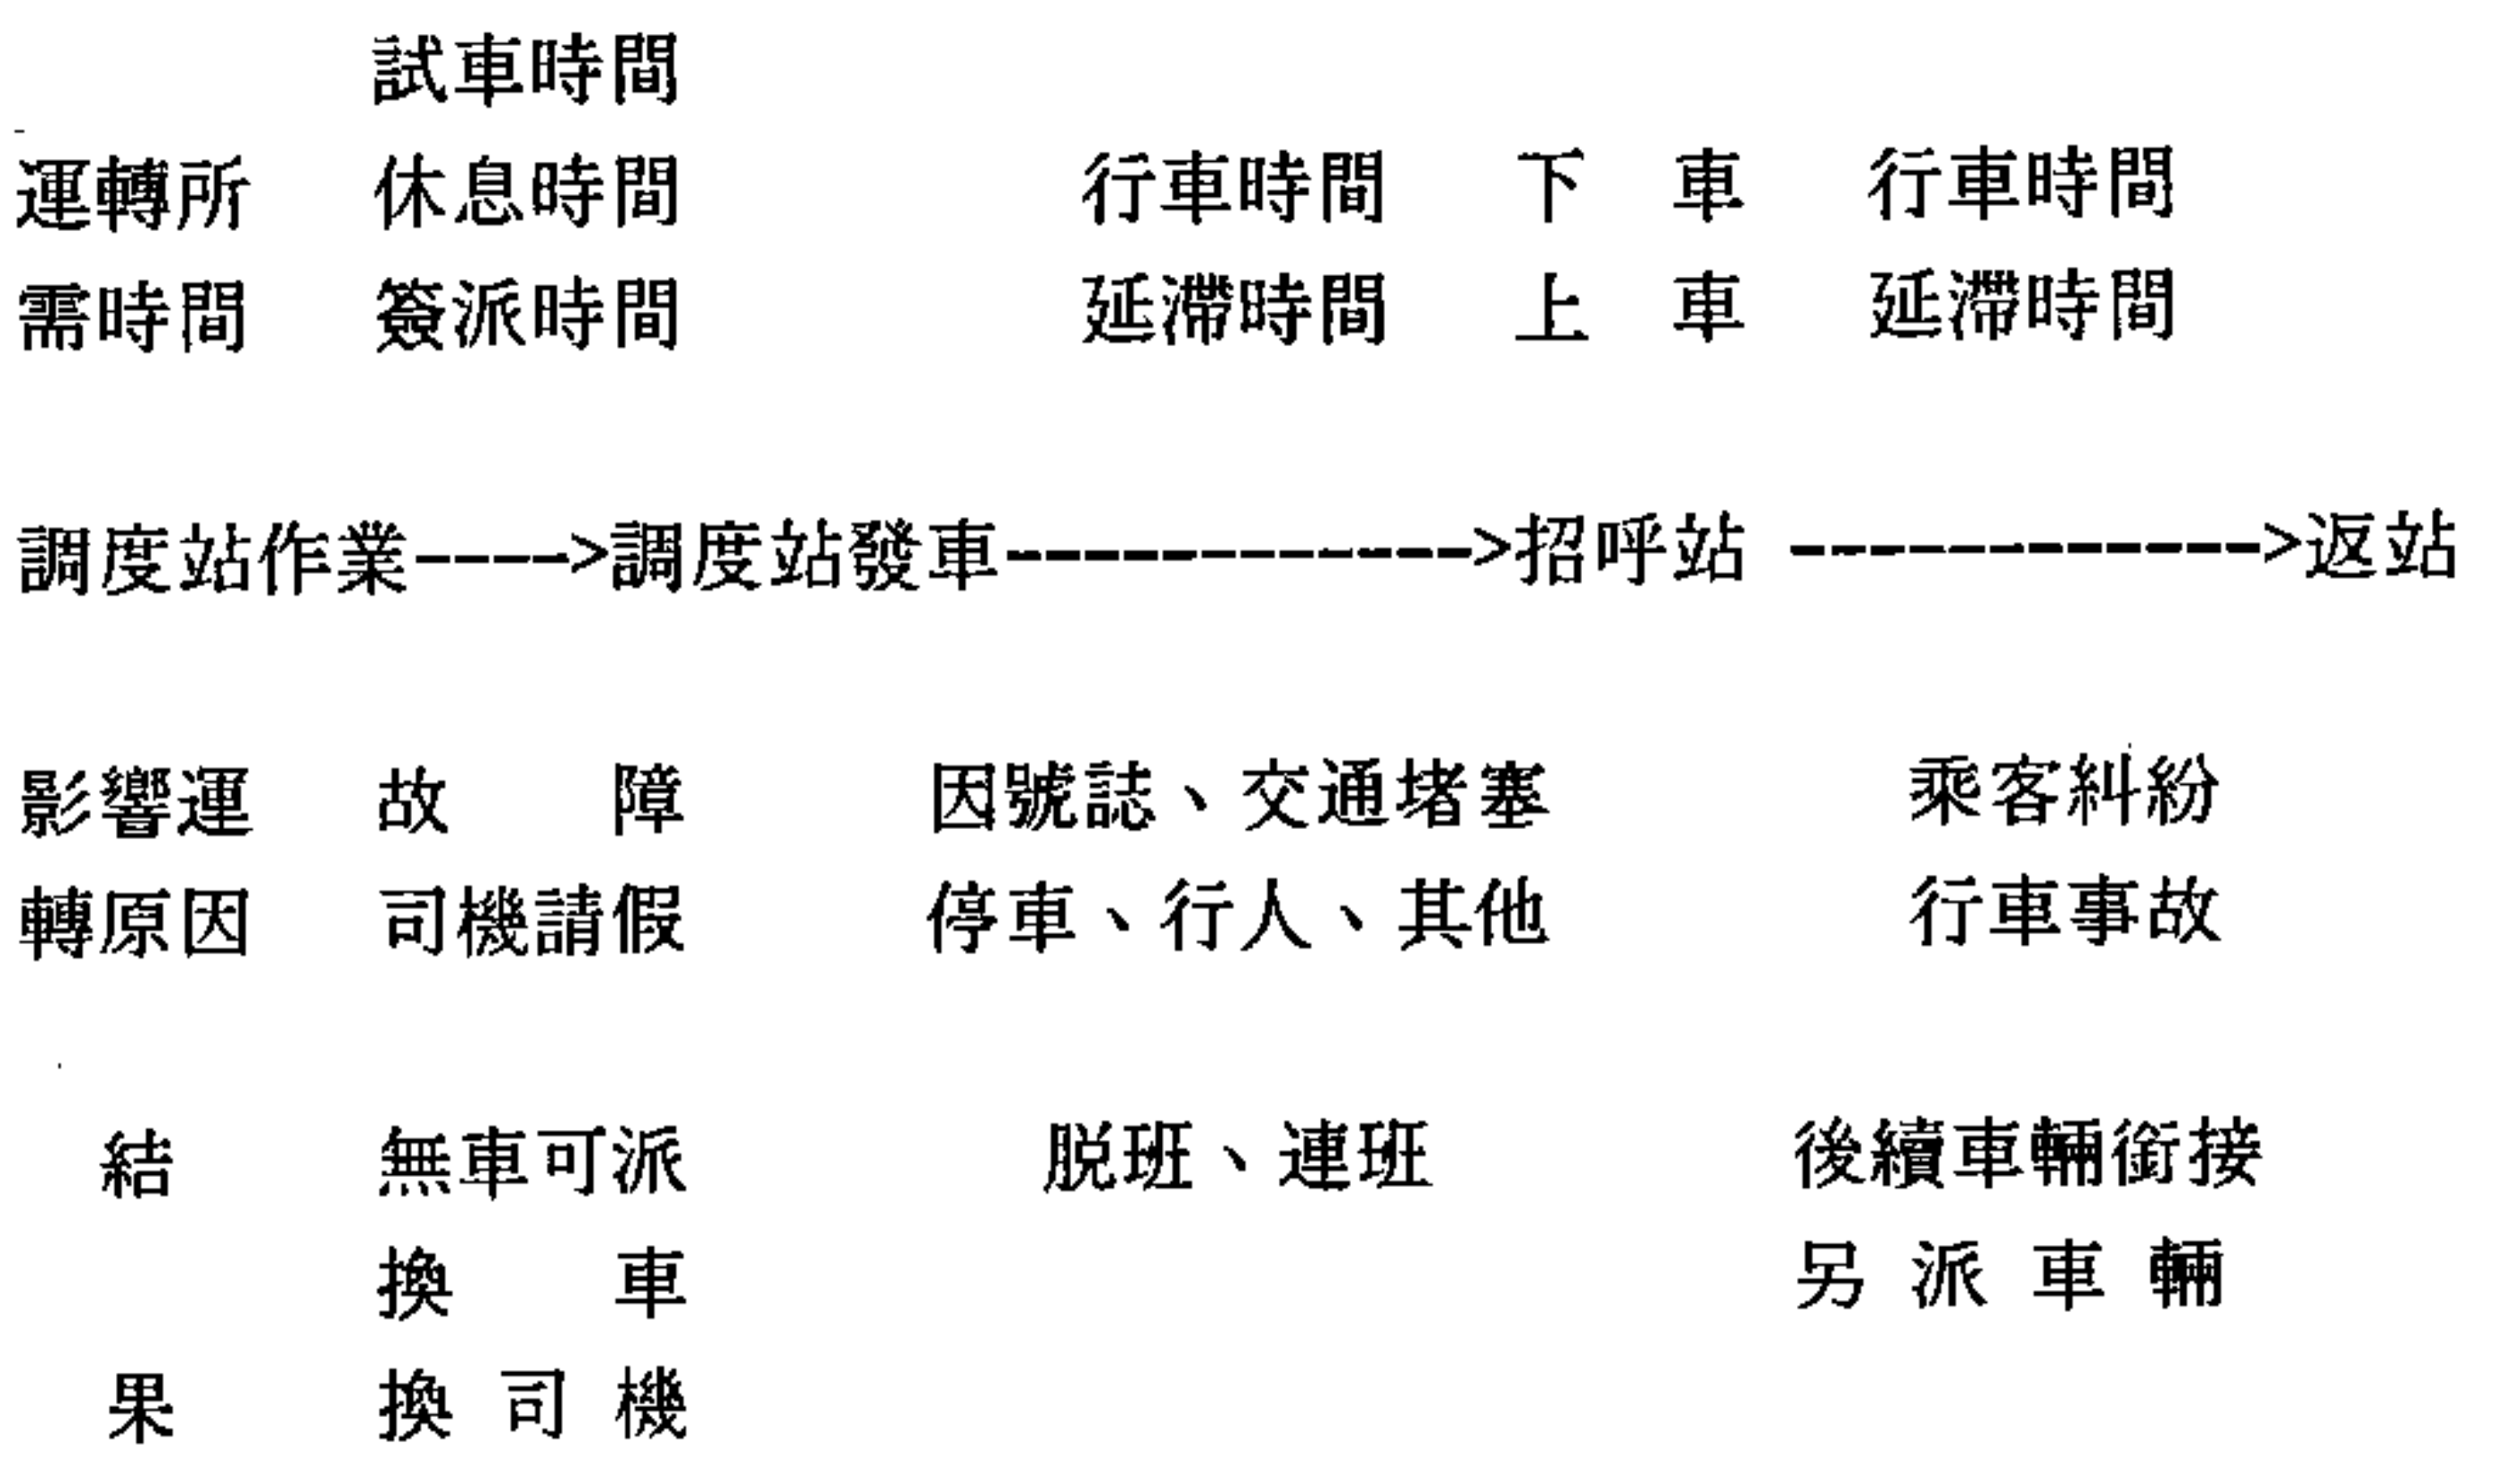 試車時間
運轉所 休息時間 行車時間 下 車 行車時間
需時間 簽派時間 延滯時間 上 車 延滯時間
調度站作業---->調度站發車------------>招呼站 ------------>返站
影響運 故 障 因號誌、交通堵塞 乘客糾紛
轉原因 司機請假 停車、行人、其他 行車事故
結 無車可派 脱班、連班 後續車輛銜接
換 車 另 派 車 輛
果 換 司 機